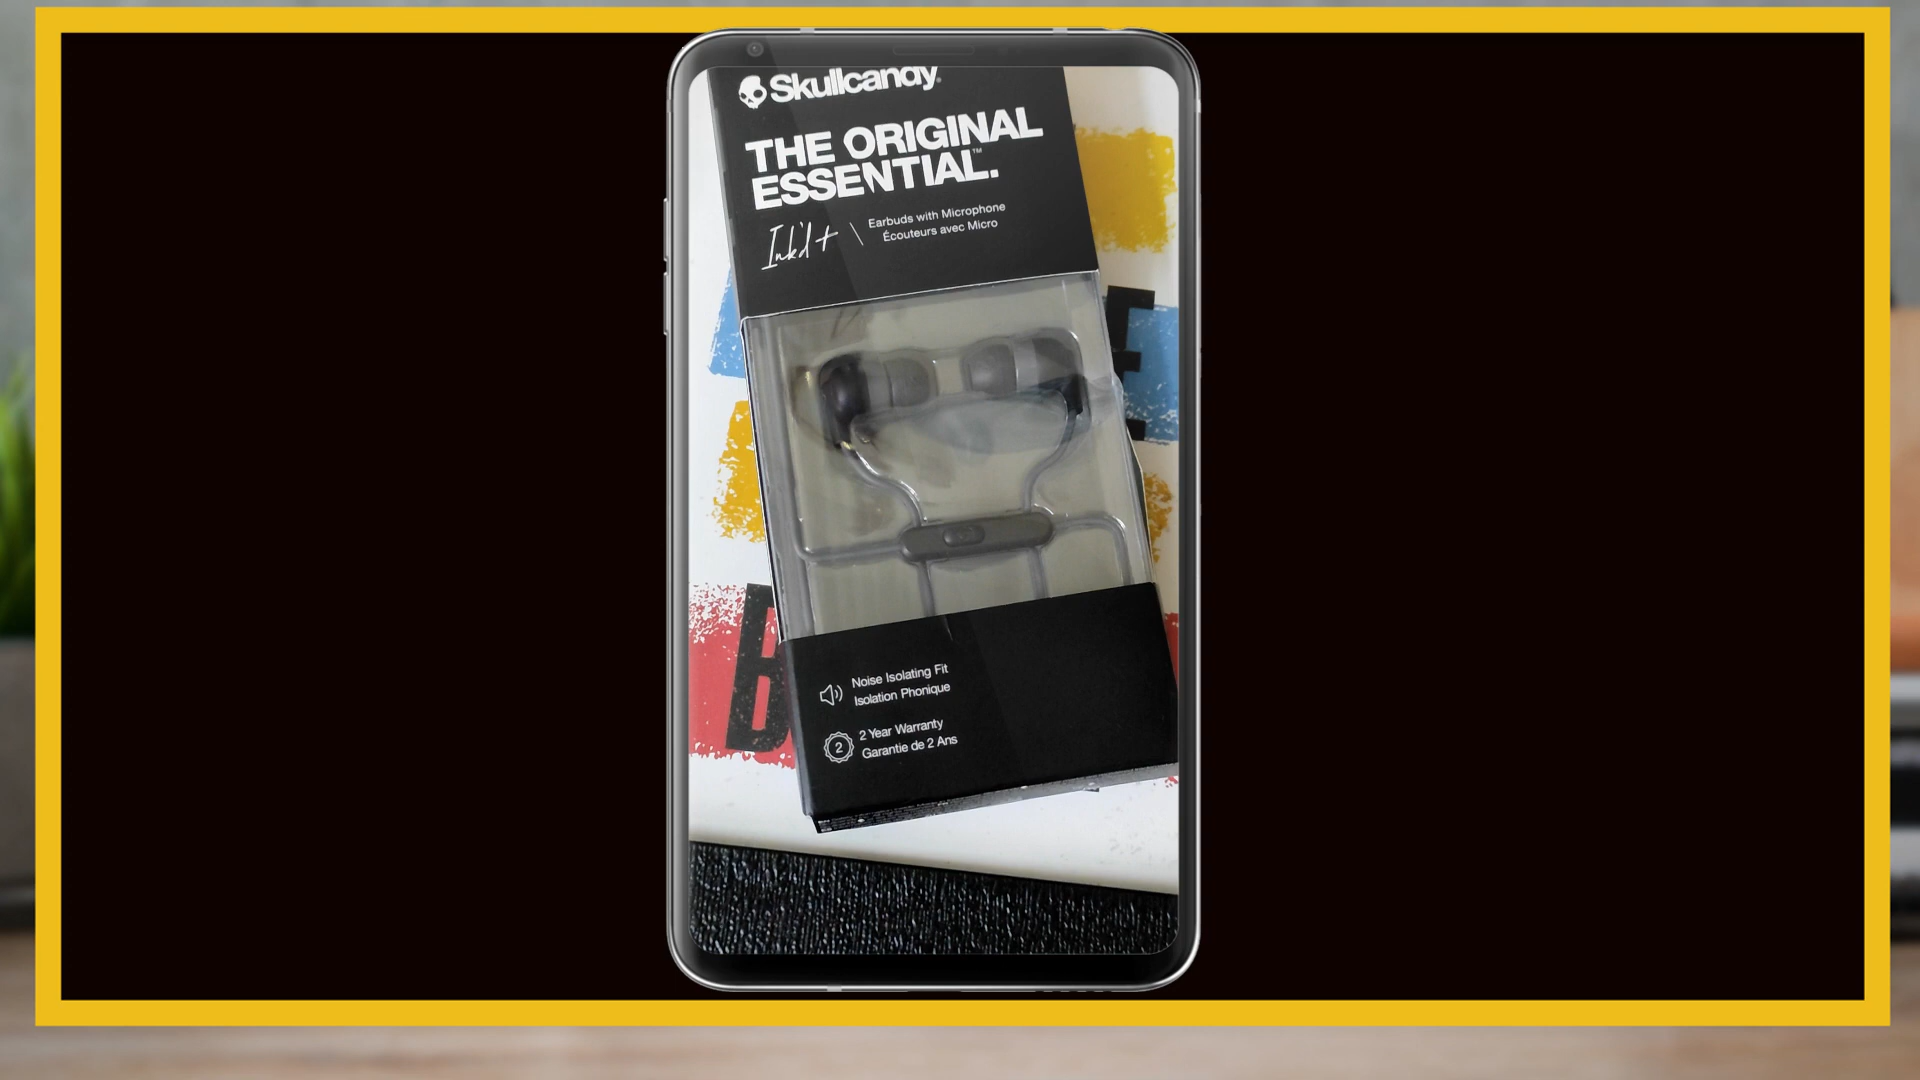 Skullcandy
THE ORIGINAL
ESSENTIAL.™
Ink'd +
Earbuds with Microphone
Écouteurs avec Micro
Noise Isolating Fit
Isolation Phonique
2
2 Year Warranty
Garantie de 2 Ans
E
B